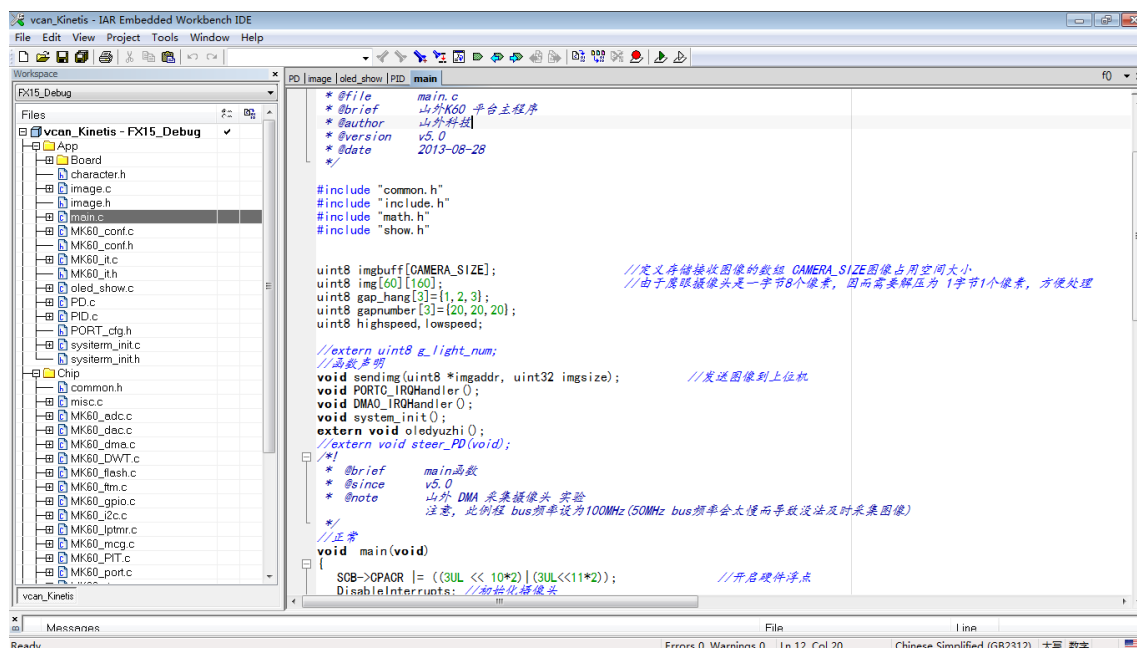 vcan_Kinetis - IAR Embedded Workbench IDE
File Edit View Project Tools Window Help
Workspace
FX15_Debug
Files
vcan_Kinetis - FX15_Debug
App
Board
character.h
image.c
image.h
main.c
MK60_conf.c
MK60_conf.h
MK60_it.c
MK60_it.h
oled_show.c
PD.c
PID.c
PORT_cfg.h
systerm_init.c
systerm_init.h
Chip
common.h
misc.c
MK60_adc.c
MK60_dac.c
MK60_dma.c
MK60_DWT.c
MK60_flash.c
MK60_ftm.c
MK60_gpio.c
MK60_i2c.c
MK60_lptmr.c
MK60_mcg.c
MK60_PIT.c
MK60_port.c
vcan_Kinetis
PD | image | oled_show | PID main
f()
* @file main.c
* @brief 山外K60 平台主程序
* @author 山外科技
* @version v5.0
* @date 2013-08-28
*/
#include "common.h"
#include "include.h"
#include "math.h"
#include "show.h"
uint8 imgbuff[CAMERA_SIZE]; //定义存储接收图像的数组 CAMERA_SIZE图像占用空间大小
uint8 img[60][160]; //由于鹰眼摄像头是一字节8个像素，因而需要解压为 1字节1个像素，方便处理
uint8 gap_hang[3]={1,2,3};
uint8 gapnumber[3]={20,20,20};
uint8 highspeed,lowspeed;
//extern uint8 g_light_num;
//函数声明
void sendimg(uint8 *imgaddr, uint32 imgsize); //发送图像到上位机
void PORTC_IRQHandler();
void DMA0_IRQHandler();
void system_init();
extern void oledyuzhi();
//extern void steer_PD(void);
/*!
* @brief main函数
* @since v5.0
* @note 山外 DMA 采集摄像头 实验
注意，此例程 bus频率设为100MHz(50MHz bus频率会太慢而导致没法及时采集图像)
*/
//正常
void main(void)
{
SCB->CPACR |= ((3UL << 10*2)|(3UL<<11*2)); //开启硬件浮点
DisableInterrupts; //初始化摄像头
Messages File Line
Ready Errors 0, Warnings 0 Ln 12, Col 20 Chinese Simplified (GB2312) 大写 数字